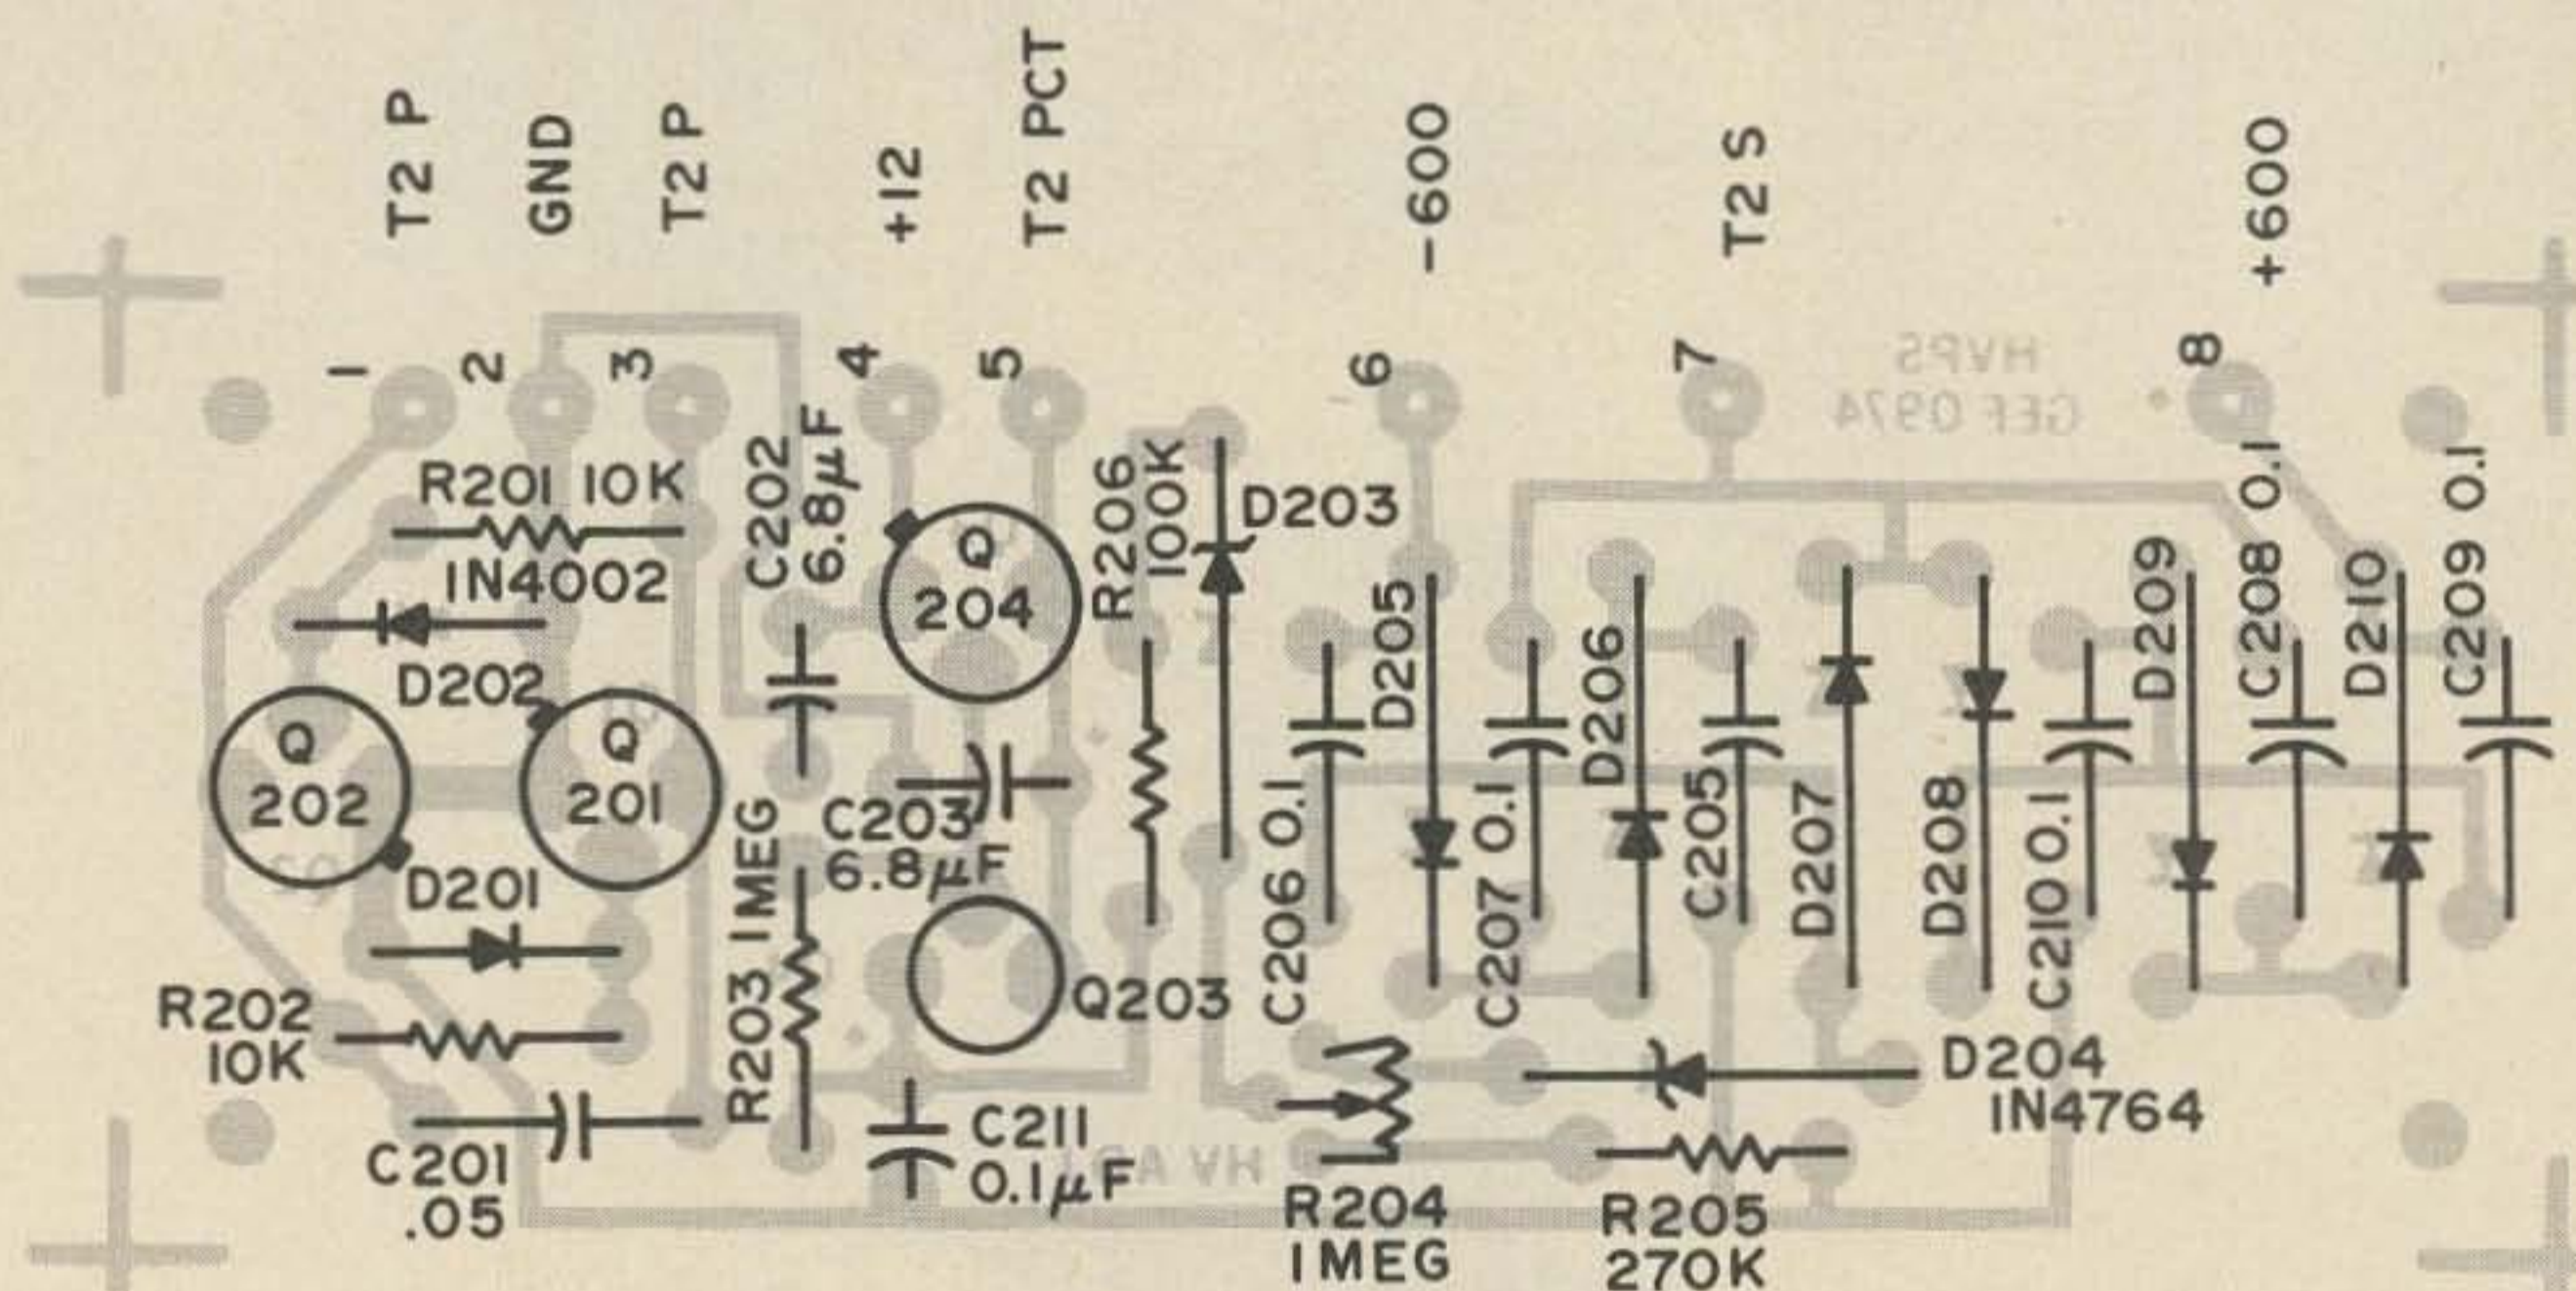 T2 P
GND
T2 P
+12
T2 PCT
-600
T2 S
+600
1
2
3
4
5
6
7
8
HVPS
GEF 0974
R201 10K
1N4002
D202
C202
6.8µF
Q
204
R206
100K
D203
D205
D206
D209
C208 0.1
D210
C209 0.1
Q
202
Q
201
D201
R202
10K
C201
.05
R203 1MEG
C203
6.8µF
Q203
C211
0.1µF
C206 0.1
C207 0.1
C205
D207
D208
C210 0.1
D204
1N4764
HV A
R204
1MEG
R205
270K